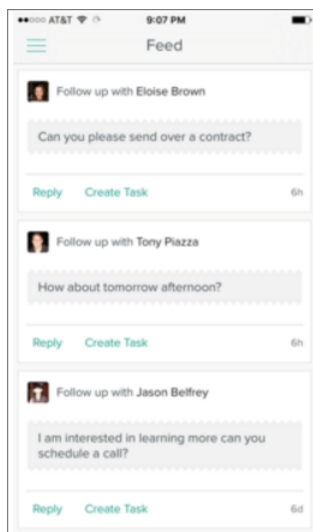 AT&T 9:07 PM
Feed
Follow up with Eloise Brown
Can you please send over a contract?
Reply Create Task 6h
Follow up with Tony Piazza
How about tomorrow afternoon?
Reply Create Task 6h
Follow up with Jason Belfrey
I am interested in learning more can you
schedule a call?
Reply Create Task 6d